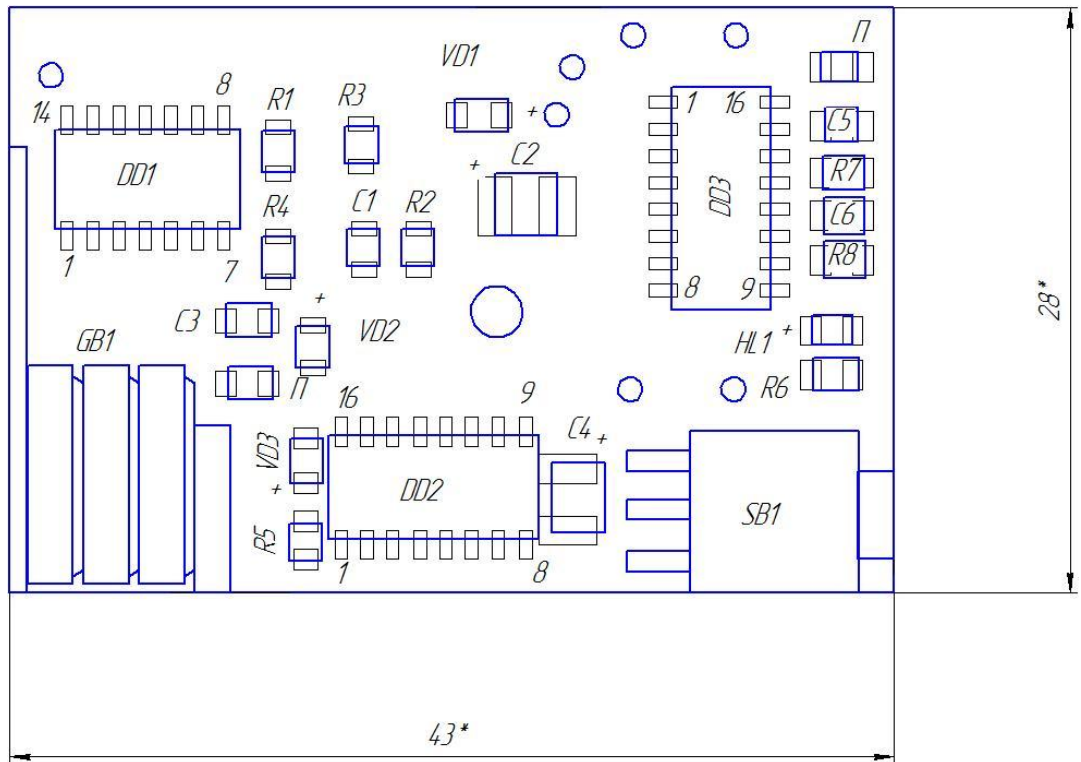 П
VD1
8
R1
R3
14
1
16
+
C5
+
C2
DD1
R7
DD3
R4
C1
R2
C6
R8
1
7
8
9
+
28*
C3
VD2
HL1
+
GB1
П
R6
16
9
C4
+
VD3
DD2
+
SB1
R5
1
8
43*